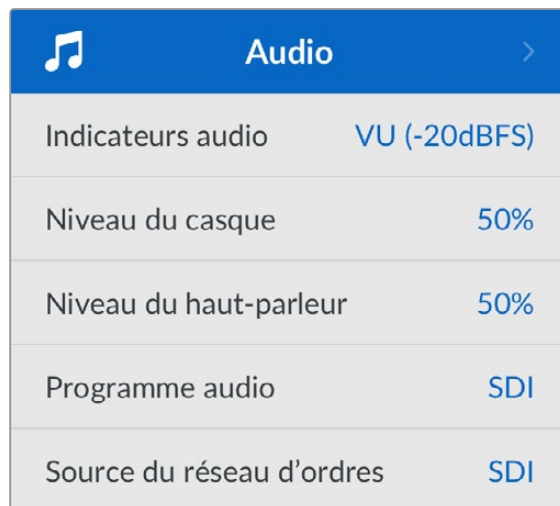 Audio
Indicateurs audio VU (-20dBFS)
Niveau du casque 50%
Niveau du haut-parleur 50%
Programme audio SDI
Source du réseau d’ordres SDI